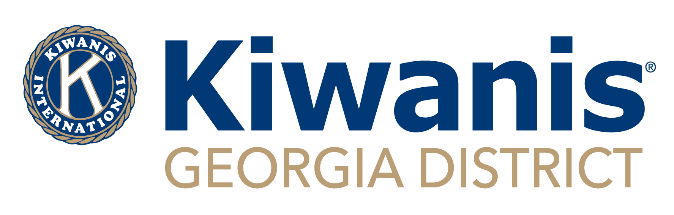 KIWANIS
K
INTERNATIONAL
Kiwanis®
GEORGIA DISTRICT